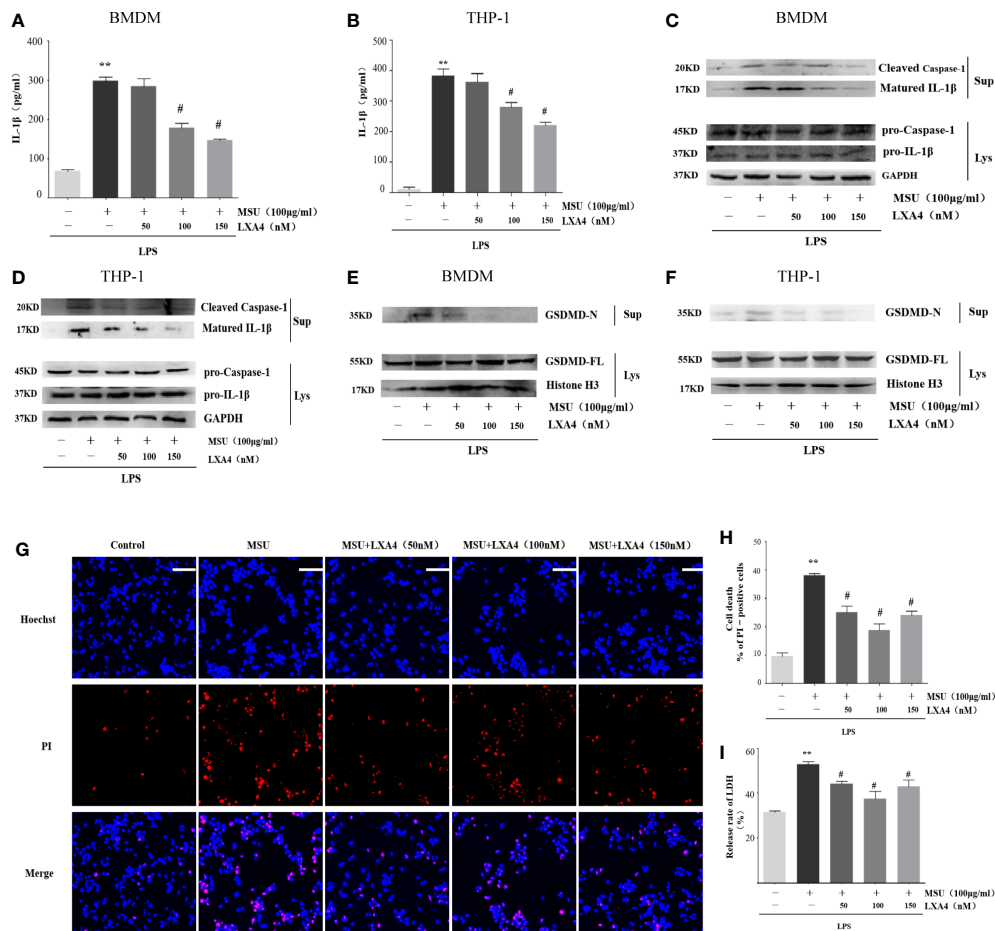 A
BMDM
IL-1β（pg/ml）
400
300
200
100
0
** # #
– + + + + MSU（100μg/ml）
– – 50 100 150 LXA4（nM）
LPS
B
THP-1
IL-1β（pg/ml）
500
400
300
200
100
0
** # #
– + + + + MSU（100μg/ml）
– – 50 100 150 LXA4（nM）
LPS
C
BMDM
20KD Cleaved Caspase-1
17KD Matured IL-1β
Sup
45KD pro-Caspase-1
37KD pro-IL-1β
37KD GAPDH
Lys
– + + + + MSU（100μg/ml）
– – 50 100 150 LXA4（nM）
LPS
D
THP-1
20KD Cleaved Caspase-1
17KD Matured IL-1β
Sup
45KD pro-Caspase-1
37KD pro-IL-1β
37KD GAPDH
Lys
– + + + + MSU（100μg/ml）
– – 50 100 150 LXA4（nM）
LPS
E
BMDM
35KD GSDMD-N Sup
55KD GSDMD-FL
17KD Histone H3
Lys
– + + + + MSU（100μg/ml）
– – 50 100 150 LXA4（nM）
LPS
F
THP-1
35KD GSDMD-N Sup
55KD GSDMD-FL
17KD Histone H3
Lys
– + + + + MSU（100μg/ml）
– – 50 100 150 LXA4（nM）
LPS
G
Control MSU MSU+LXA4（50nM） MSU+LXA4（100nM） MSU+LXA4（150nM）
Hoechst
PI
Merge
H
Cell death
% of PI – positive cells
50
40
30
20
10
0
** # # #
– + + + + MSU（100μg/ml）
– – 50 100 150 LXA4（nM）
LPS
I
Release rate of LDH
（%）
60
40
20
0
** # # #
– + + + + MSU（100μg/ml）
– – 50 100 150 LXA4（nM）
LPS